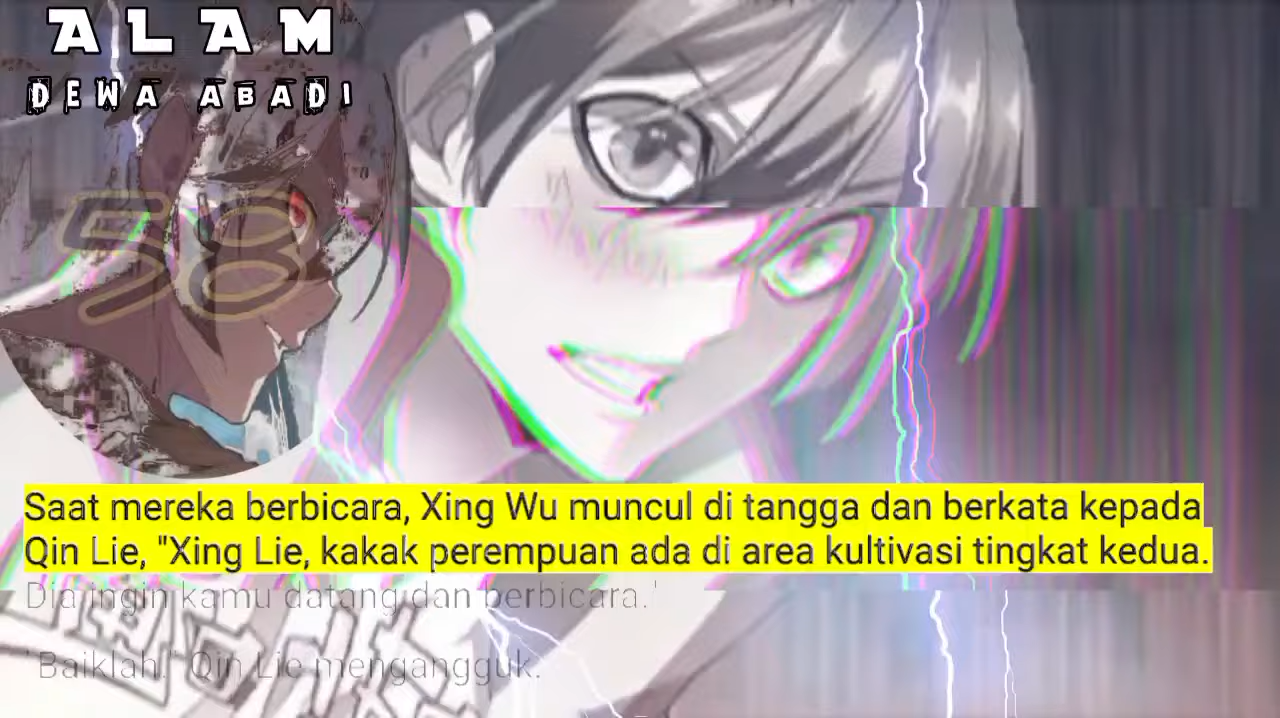 ALAM
DEWA ABADI
58
Saat mereka berbicara, Xing Wu muncul di tangga dan berkata kepada
Qin Lie, "Xing Lie, kakak perempuan ada di area kultivasi tingkat kedua.
Dia ingin kamu datang dan berbicara."
"Baiklah." Qin Lie mengangguk.